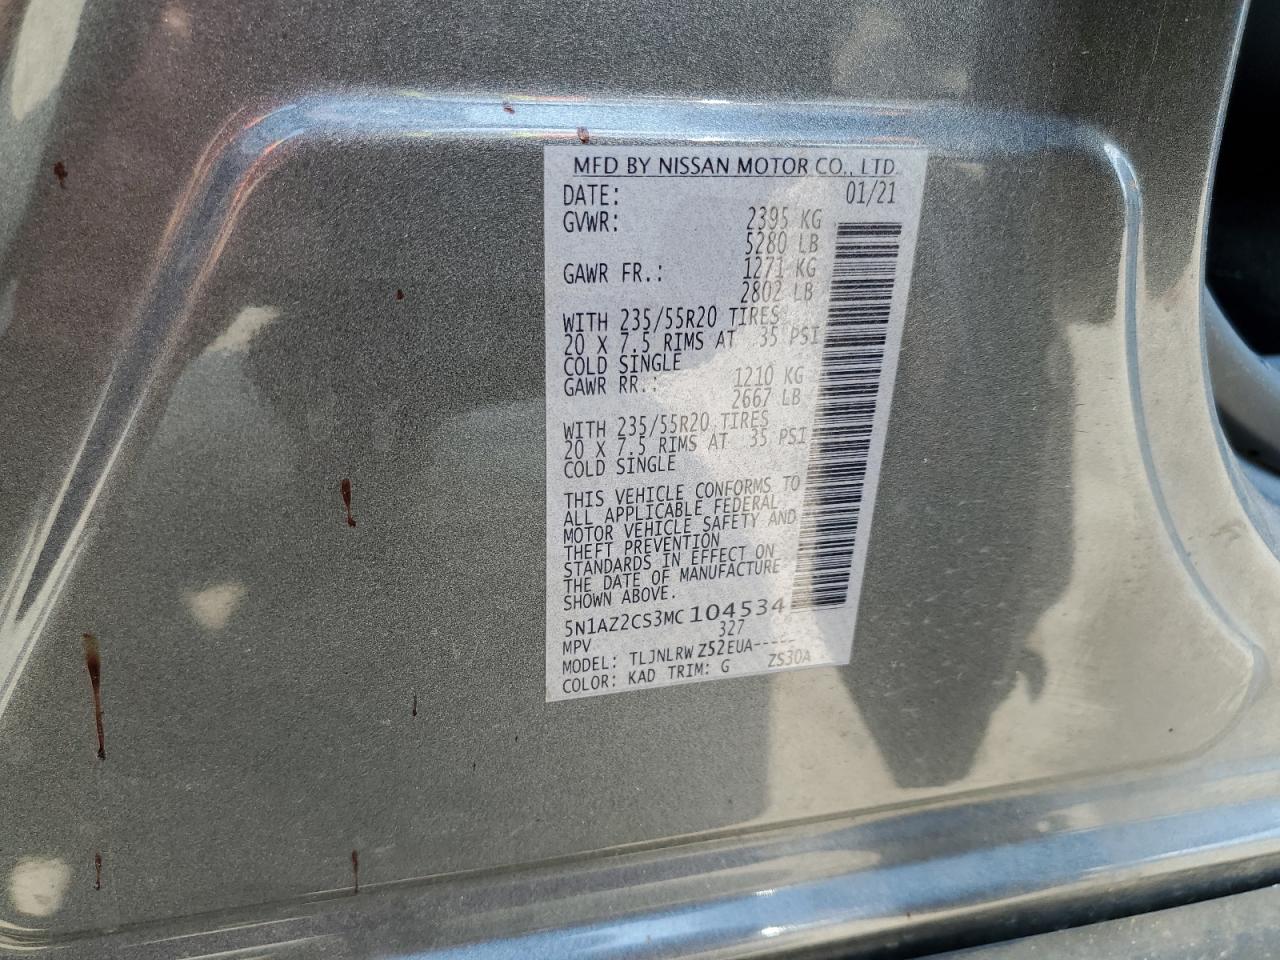 MFD BY NISSAN MOTOR CO., LTD.
DATE: 01/21
GVWR: 2395 KG
5280 LB
GAWR FR.: 1271 KG
2802 LB
WITH 235/55R20 TIRES
20 X 7.5 RIMS AT 35 PSI
COLD SINGLE
GAWR RR.: 1210 KG
2667 LB
WITH 235/55R20 TIRES
20 X 7.5 RIMS AT 35 PSI
COLD SINGLE
THIS VEHICLE CONFORMS TO
ALL APPLICABLE FEDERAL
MOTOR VEHICLE SAFETY AND
THEFT PREVENTION
STANDARDS IN EFFECT ON
THE DATE OF MANUFACTURE
SHOWN ABOVE.
5N1AZ2CS3MC104534
MPV 327
MODEL: TLJNLRWZ52EUA-----
COLOR: KAD TRIM: G ZS30A